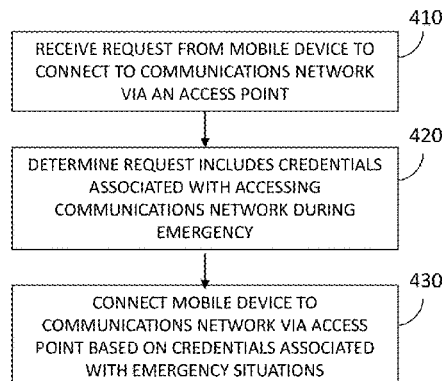 410
RECEIVE REQUEST FROM MOBILE DEVICE TO
CONNECT TO COMMUNICATIONS NETWORK
VIA AN ACCESS POINT
420
DETERMINE REQUEST INCLUDES CREDENTIALS
ASSOCIATED WITH ACCESSING
COMMUNICATIONS NETWORK DURING
EMERGENCY
430
CONNECT MOBILE DEVICE TO
COMMUNICATIONS NETWORK VIA ACCESS
POINT BASED ON CREDENTIALS ASSOCIATED
WITH EMERGENCY SITUATIONS